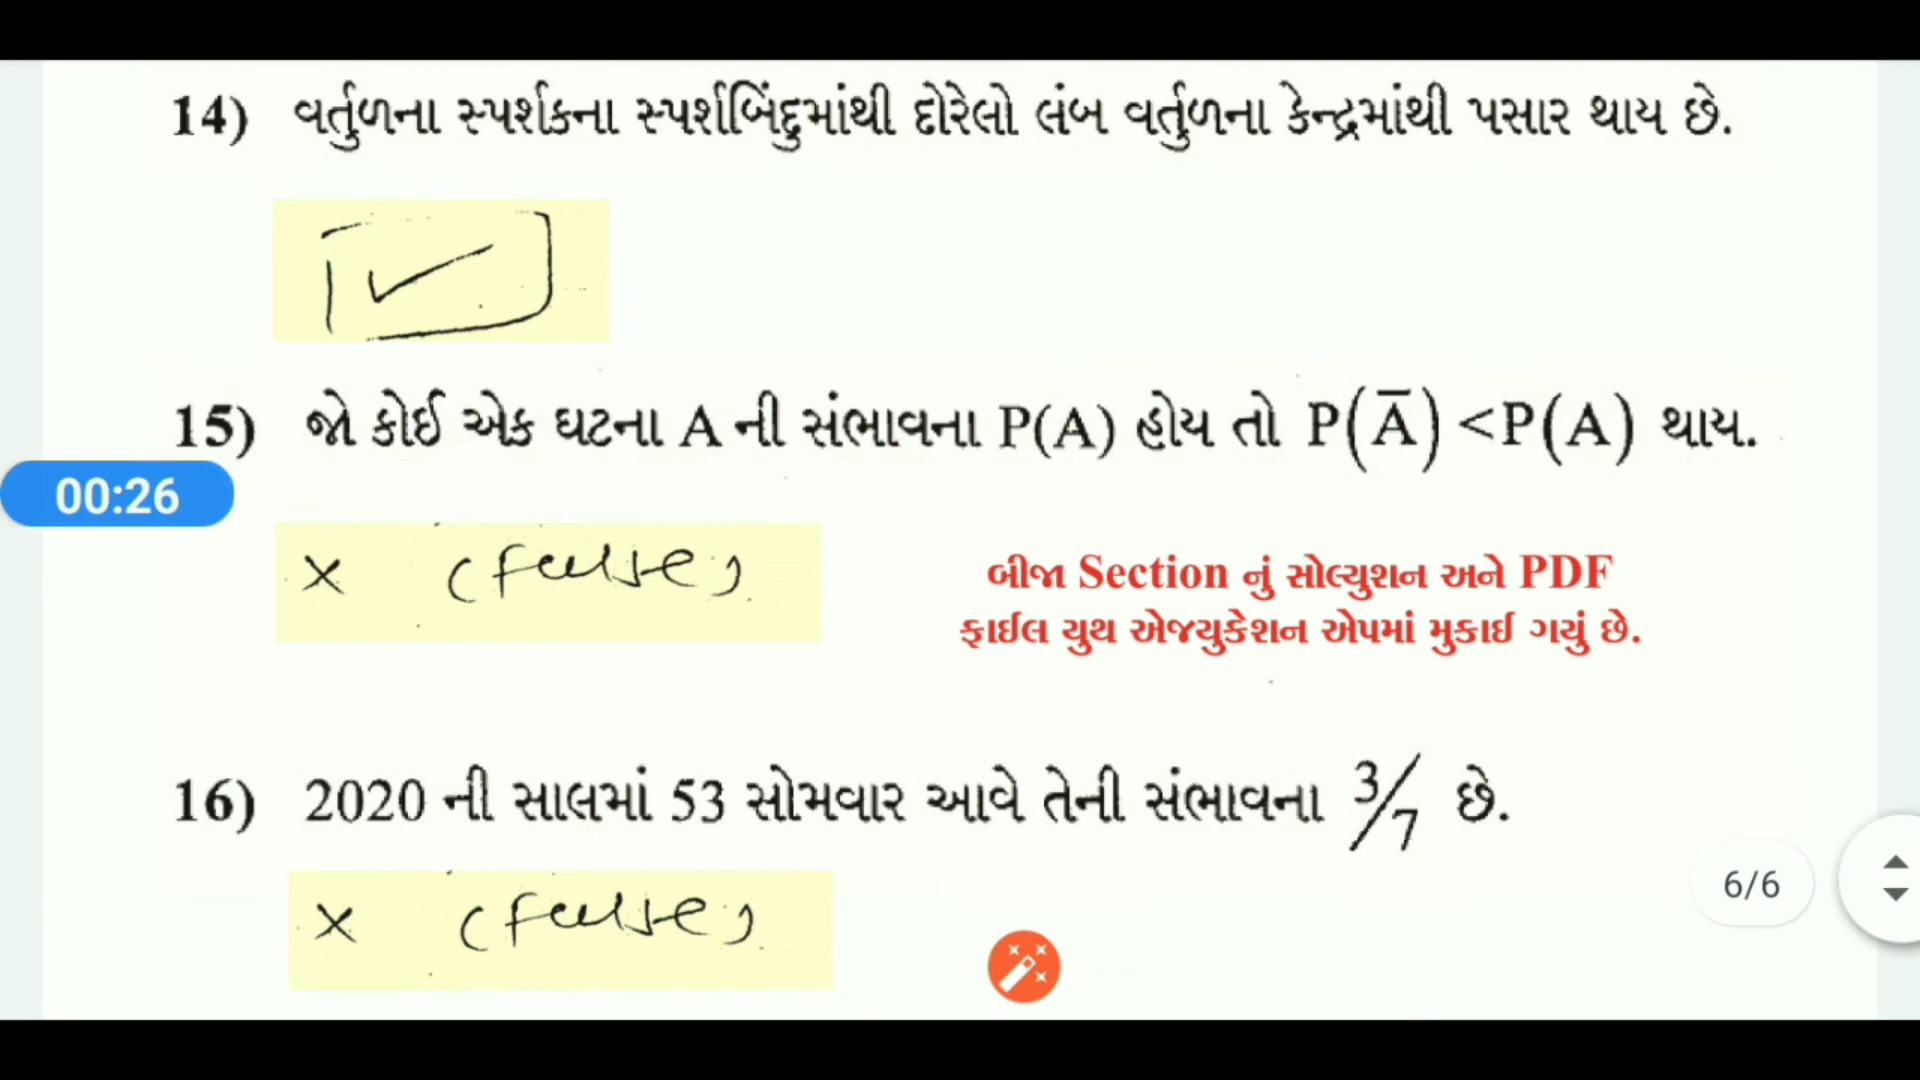 14) વર્તુળના સ્પર્શકના સ્પર્શબિંદુમાંથી દોરેલો લંબ વર્તુળના કેન્દ્રમાંથી પસાર થાય છે.
15) જો કોઈ એક ઘટના A ની સંભાવના P(A) હોય તો P(A̅) <P(A) થાય.
00:26
× (false)
બીજા Section નું સોલ્યુશન અને PDF
ફાઈલ યુથ એજયુકેશન એપમાં મુકાઈ ગયું છે.
16) 2020 ની સાલમાં 53 સોમવાર આવે તેની સંભાવના 3/7 છે.
6/6
× (false)